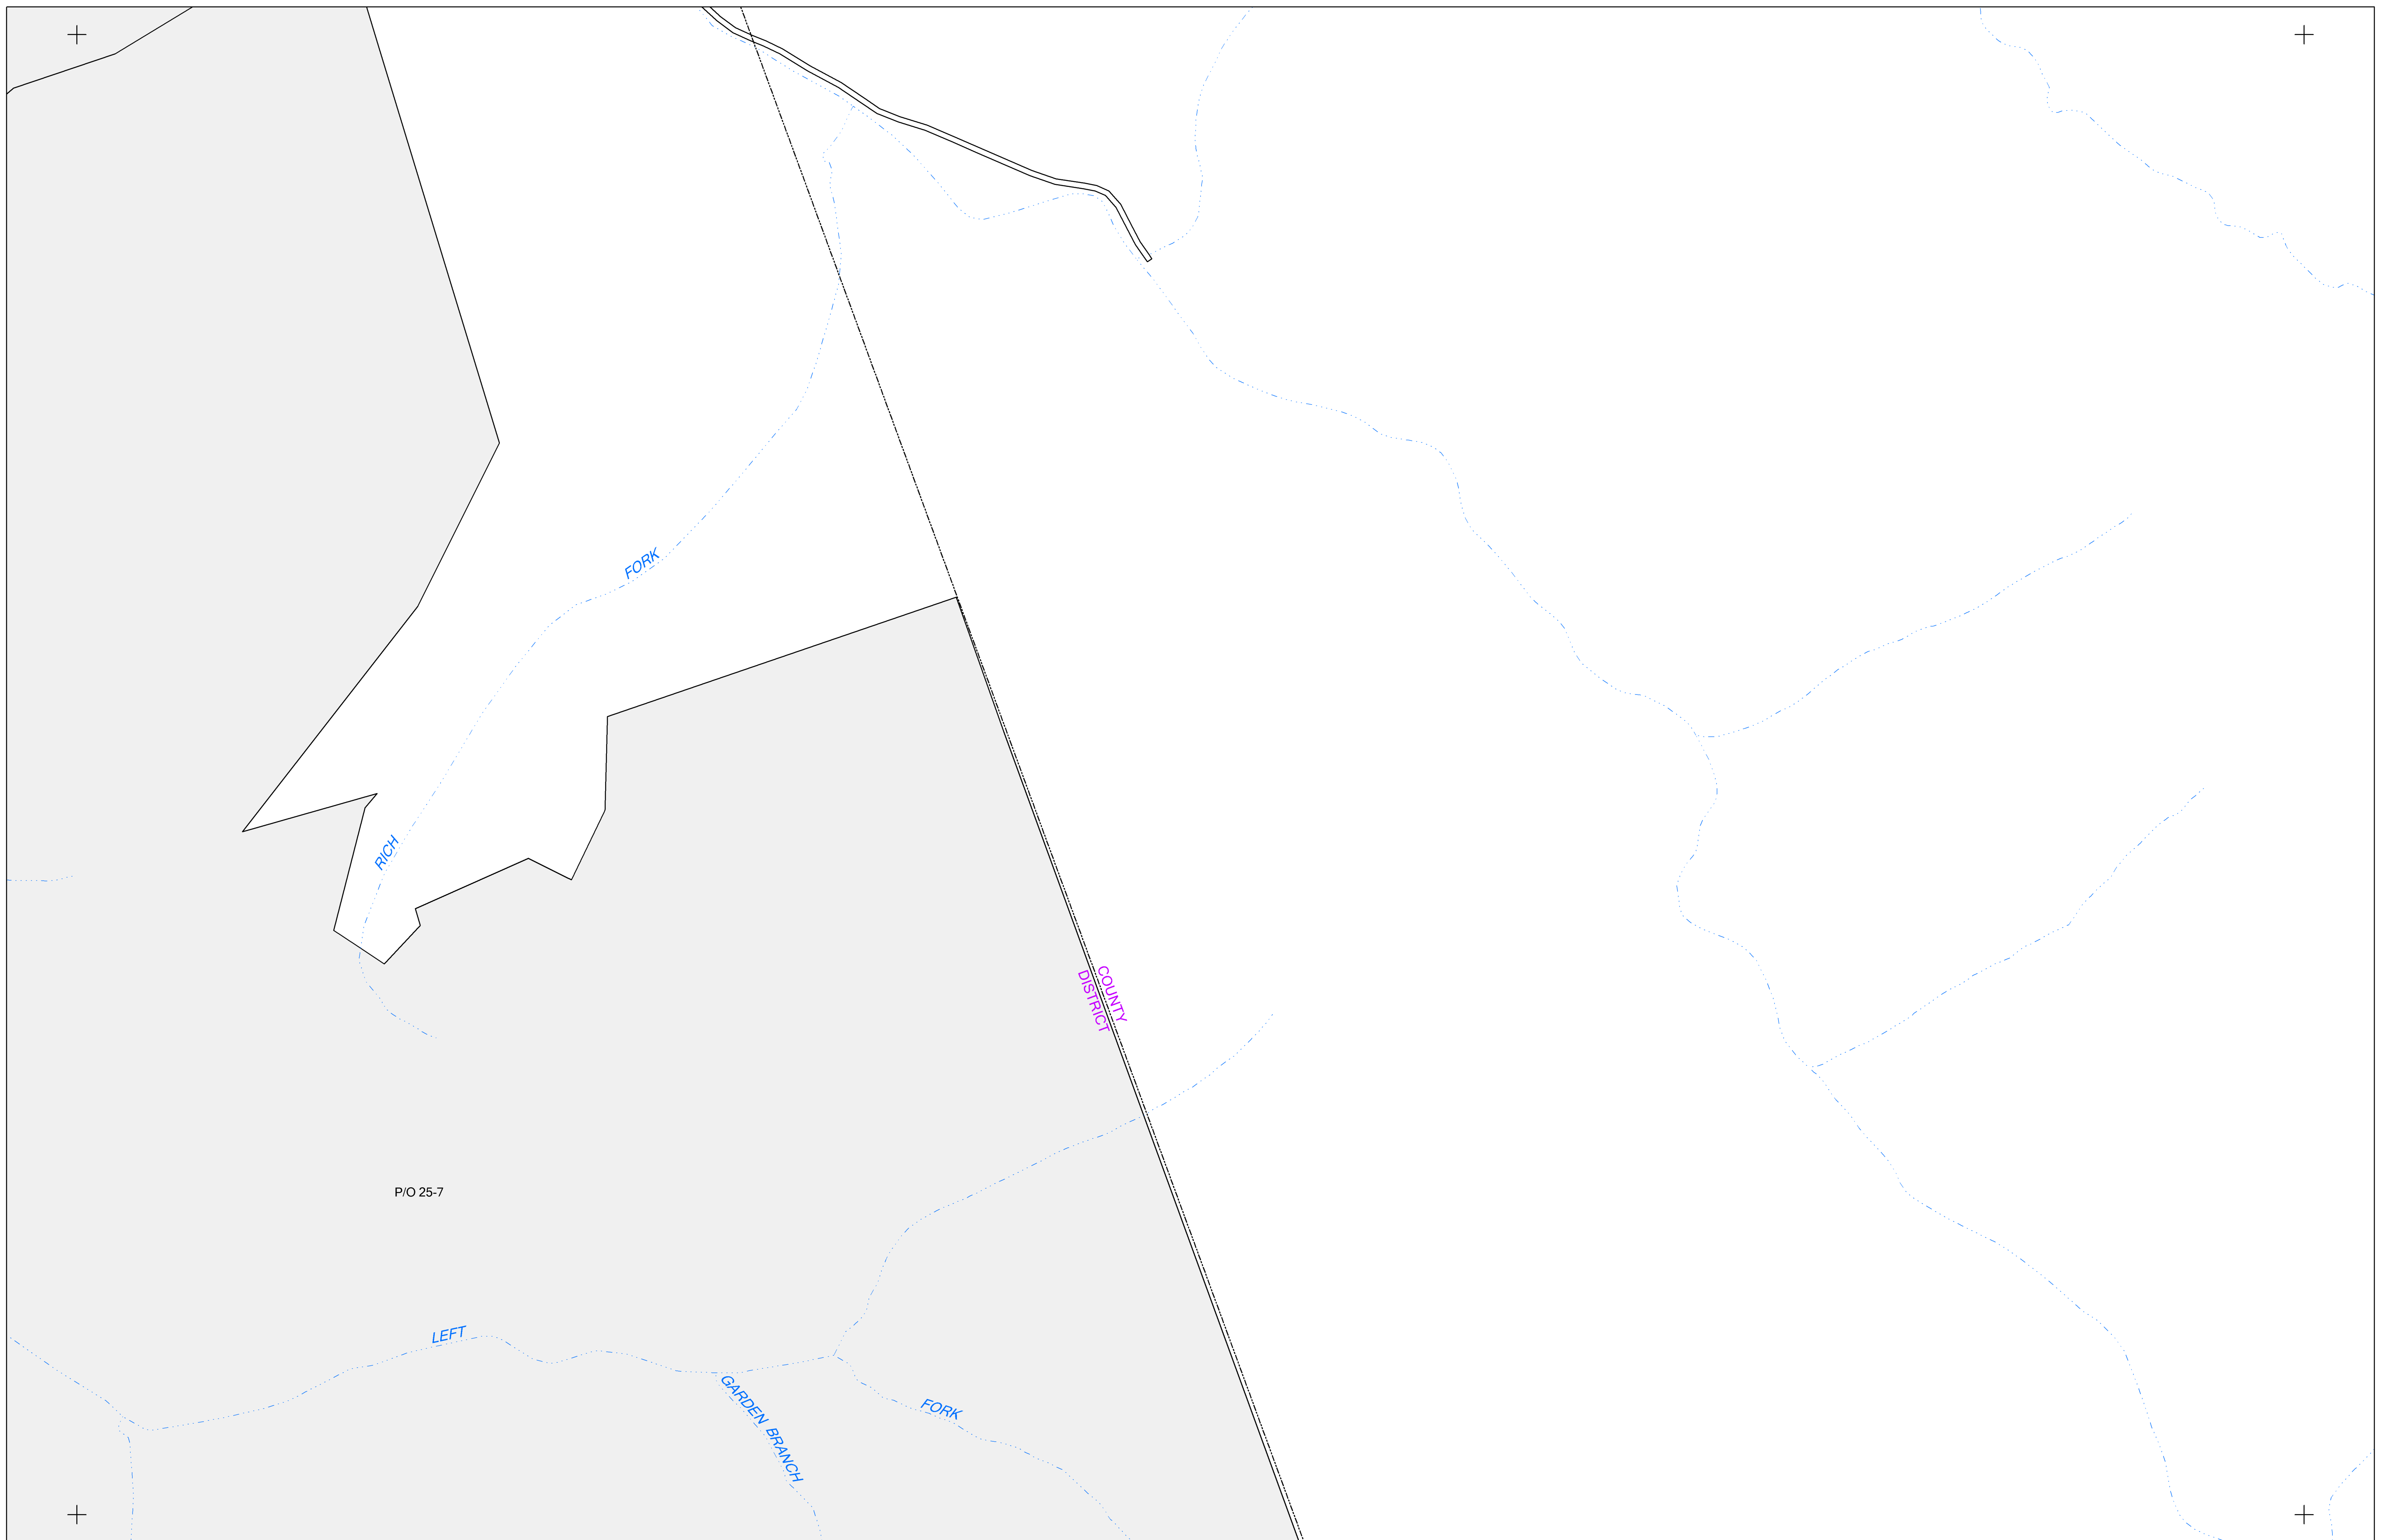 FORK
RICH
COUNTY
DISTRICT
P/O 25-7
LEFT
GARDEN BRANCH
FORK